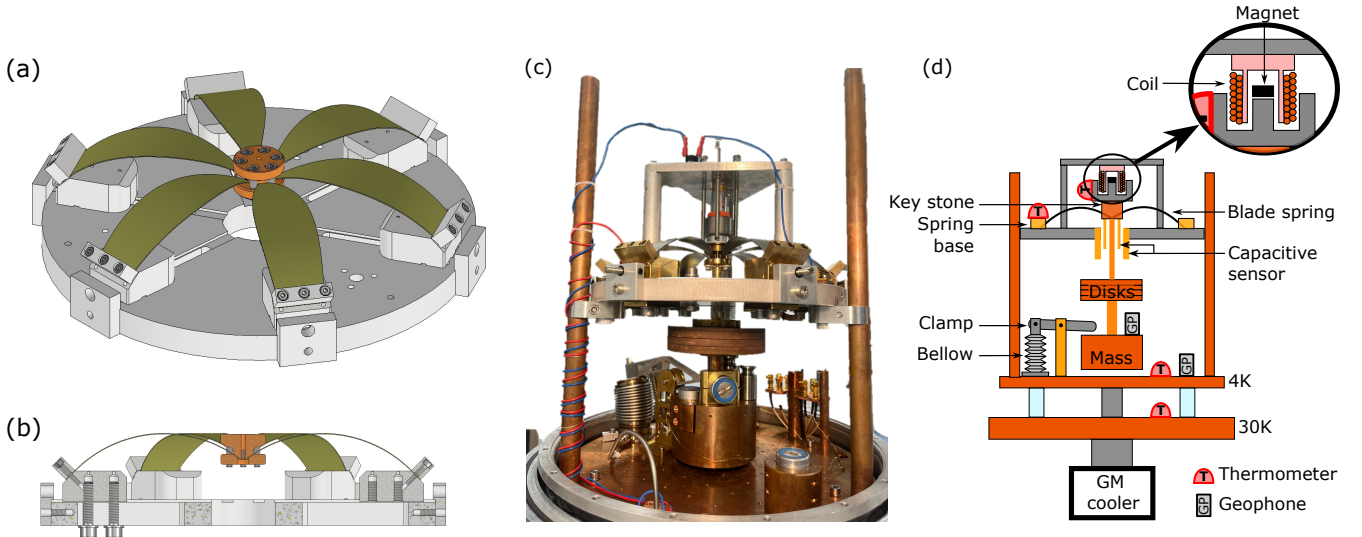 (a)
(b)
(c)
(d)
Magnet
Coil
Key stone
Spring
base
Blade spring
Capacitive
sensor
T
T
Disks
Clamp
Bellow
GP
Mass
T
GP
4K
T
30K
GM
cooler
T Thermometer
GP Geophone